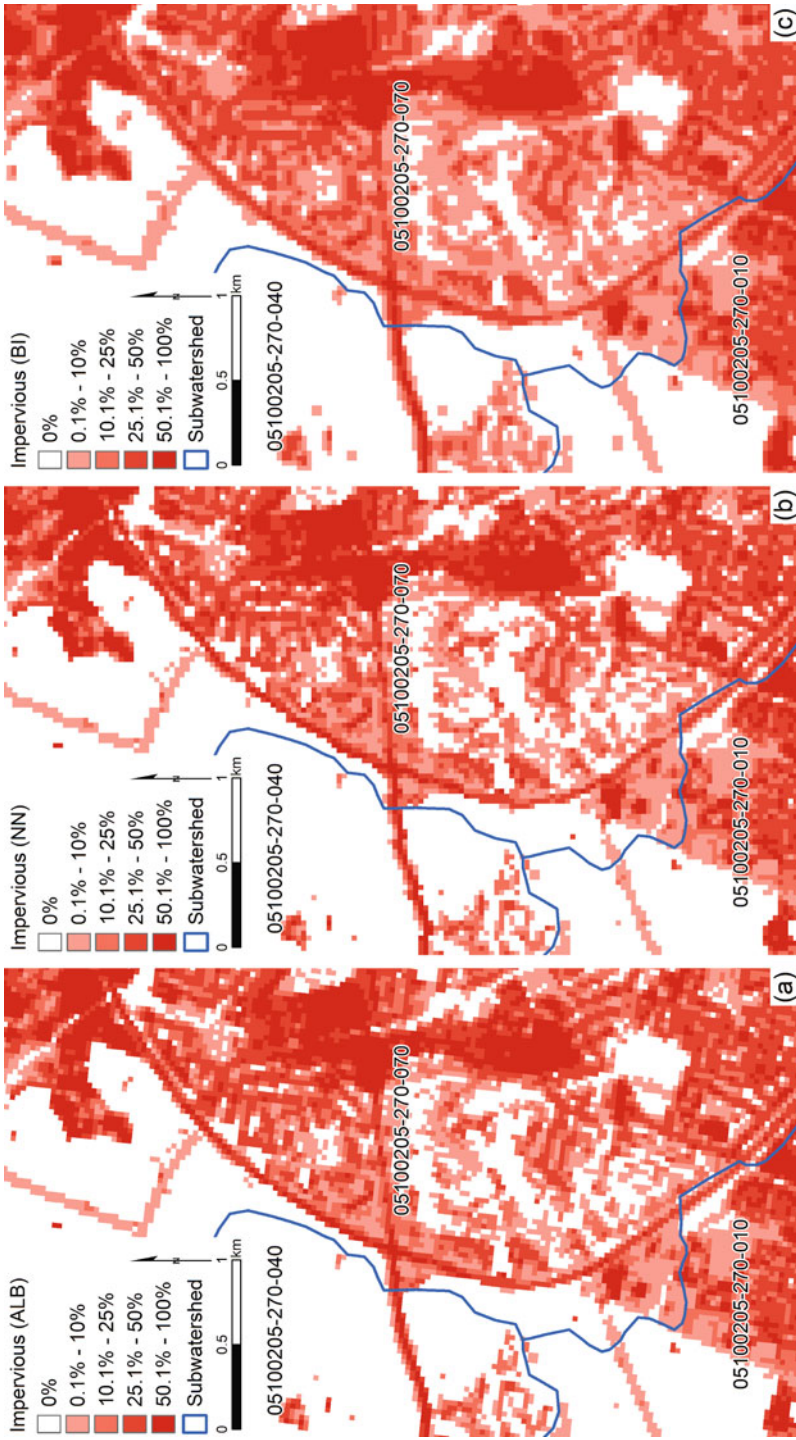 Impervious (ALB)
0%
0.1% - 10%
10.1% - 25%
25.1% - 50%
50.1% - 100%
Subwatershed
N
0 0.5 1
km
05100205-270-040
05100205-270-070
05100205-270-010
(a)
Impervious (NN)
0%
0.1% - 10%
10.1% - 25%
25.1% - 50%
50.1% - 100%
Subwatershed
N
0 0.5 1
km
05100205-270-040
05100205-270-070
05100205-270-010
(b)
Impervious (BI)
0%
0.1% - 10%
10.1% - 25%
25.1% - 50%
50.1% - 100%
Subwatershed
N
0 0.5 1
km
05100205-270-040
05100205-270-070
05100205-270-010
(c)